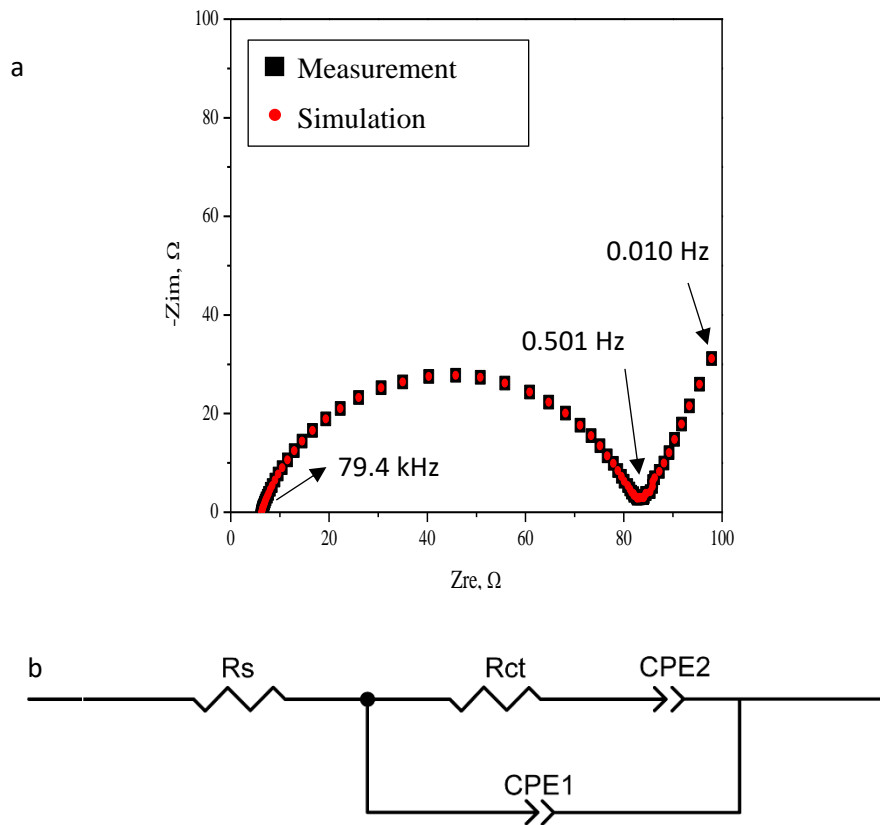 a
100
80
60
40
20
0
-Zim, Ω
Measurement
Simulation
0.010 Hz
0.501 Hz
79.4 kHz
0 20 40 60 80 100
Zre, Ω
b
Rs
Rct
CPE2
CPE1